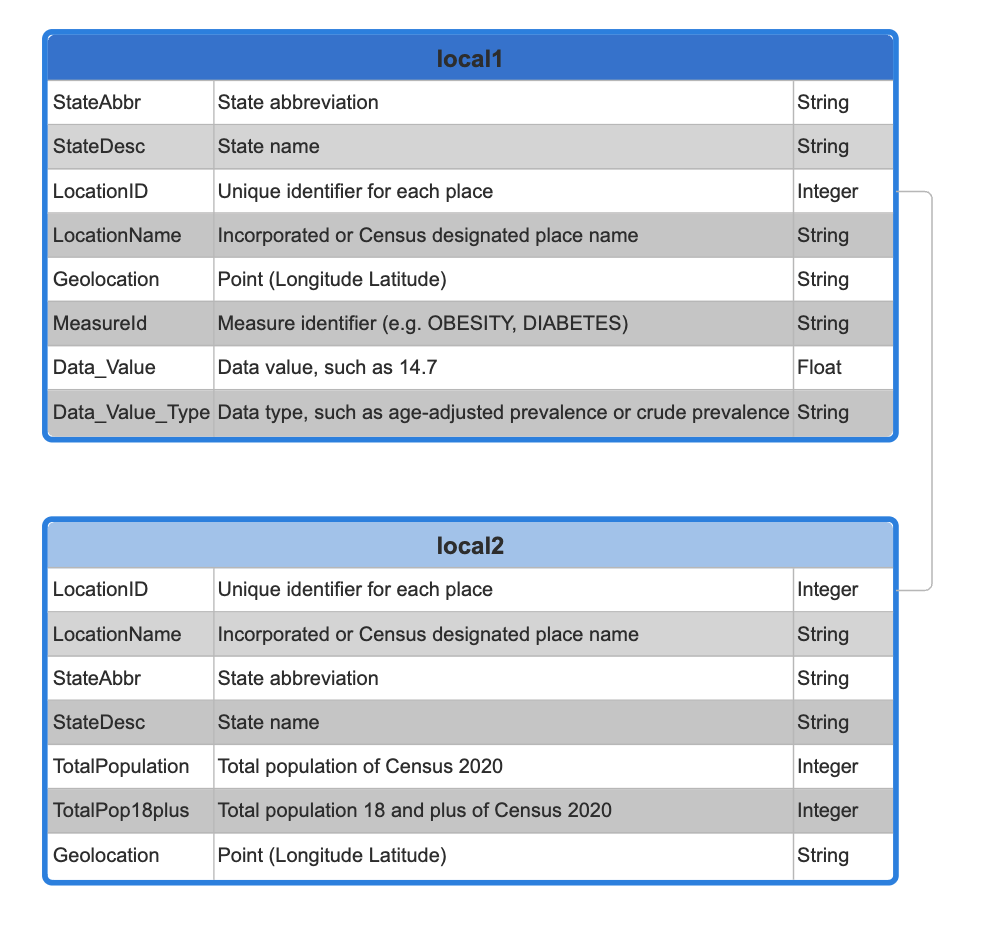 local1
StateAbbr State abbreviation String
StateDesc State name String
LocationID Unique identifier for each place Integer
LocationName Incorporated or Census designated place name String
Geolocation Point (Longitude Latitude) String
MeasureId Measure identifier (e.g. OBESITY, DIABETES) String
Data_Value Data value, such as 14.7 Float
Data_Value_Type Data type, such as age-adjusted prevalence or crude prevalence String
local2
LocationID Unique identifier for each place Integer
LocationName Incorporated or Census designated place name String
StateAbbr State abbreviation String
StateDesc State name String
TotalPopulation Total population of Census 2020 Integer
TotalPop18plus Total population 18 and plus of Census 2020 Integer
Geolocation Point (Longitude Latitude) String